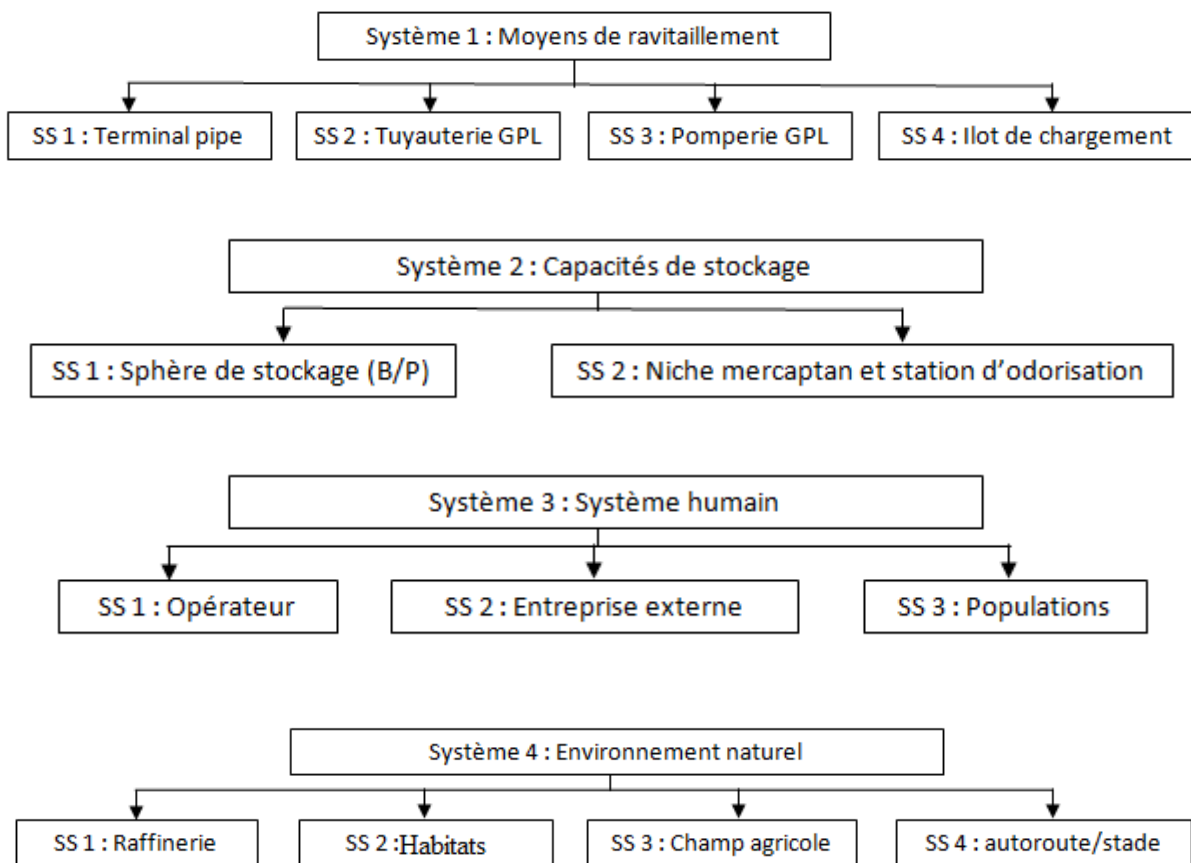 Système 1 : Moyens de ravitaillement
SS 1 : Terminal pipe
SS 2 : Tuyauterie GPL
SS 3 : Pomperie GPL
SS 4 : Ilot de chargement
Système 2 : Capacités de stockage
SS 1 : Sphère de stockage (B/P)
SS 2 : Niche mercaptan et station d’odorisation
Système 3 : Système humain
SS 1 : Opérateur
SS 2 : Entreprise externe
SS 3 : Populations
Système 4 : Environnement naturel
SS 1 : Raffinerie
SS 2 :Habitats
SS 3 : Champ agricole
SS 4 : autoroute/stade